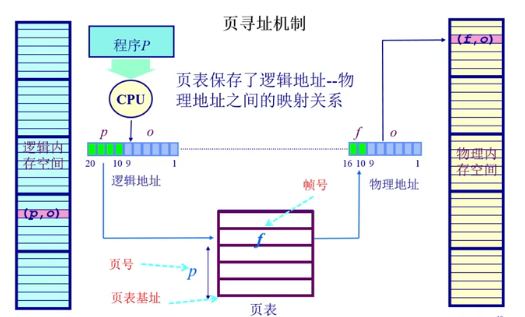 页寻址机制
程序P
CPU
页表保存了逻辑地址--物
理地址之间的映射关系
(f,o)
p o
f o
20 10 9 1
16 10 9 1
逻辑内
存空间
逻辑地址
物理地址
物理内
存空间
帧号
(p,o)
f
页号
p
页表基址
页表